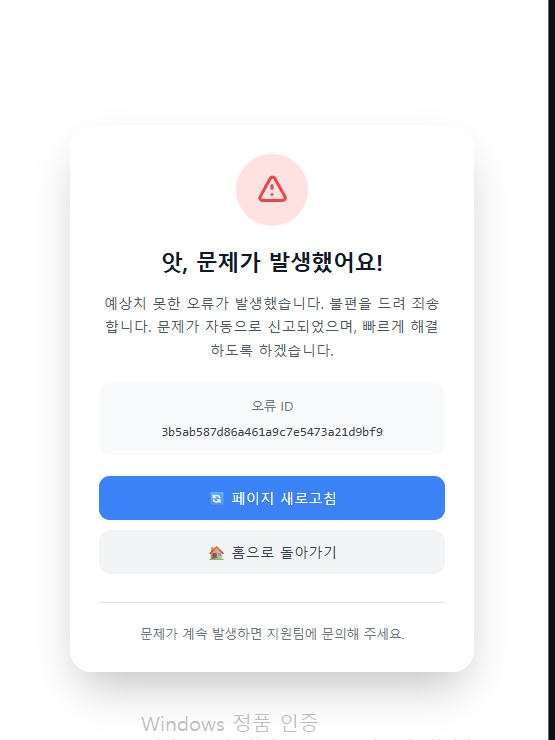 앗, 문제가 발생했어요!
예상치 못한 오류가 발생했습니다. 불편을 드려 죄송
합니다. 문제가 자동으로 신고되었으며, 빠르게 해결
하도록 하겠습니다.
오류 ID
3b5ab587d86a461a9c7e5473a21d9bf9
페이지 새로고침
홈으로 돌아가기
문제가 계속 발생하면 지원팀에 문의해 주세요.
Windows 정품 인증